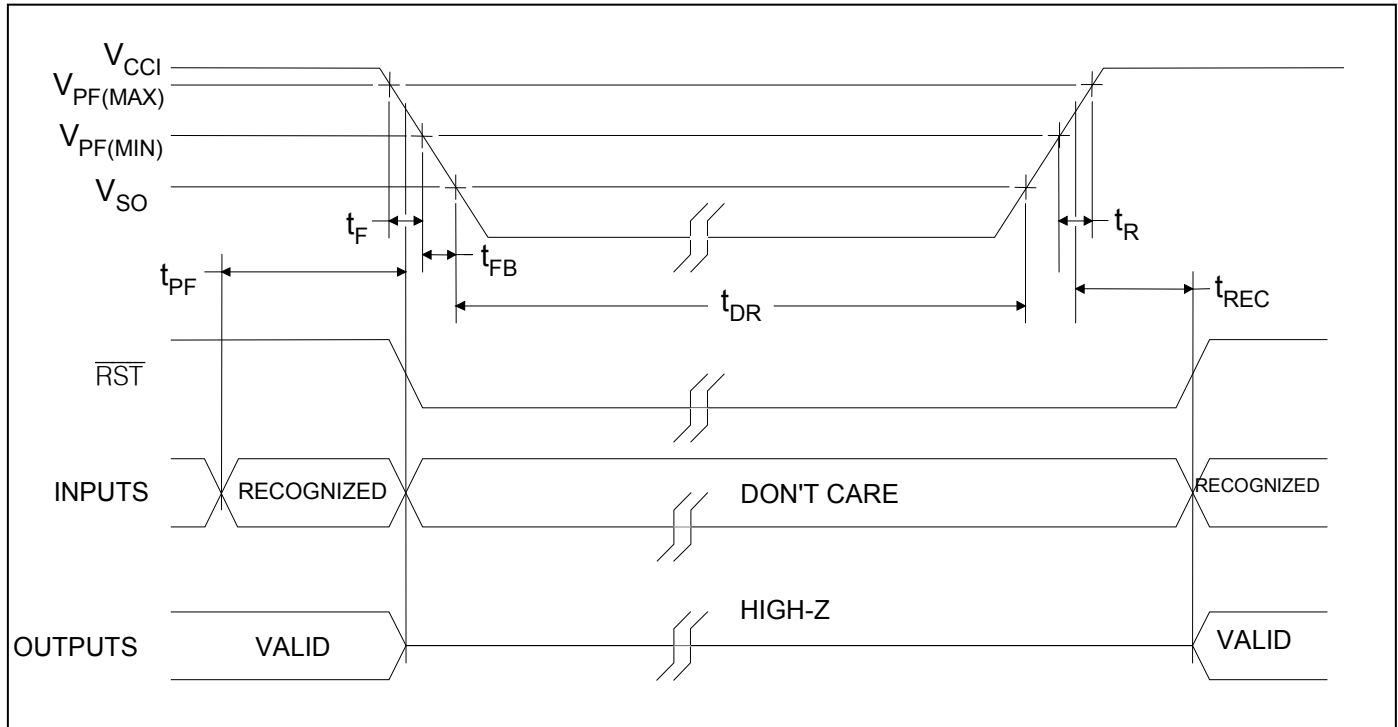 VCCI
VPF(MAX)
VPF(MIN)
VSO
tF
tR
tFB
tPF
tREC
tDR
RST
INPUTS
RECOGNIZED
DON'T CARE
RECOGNIZED
HIGH-Z
OUTPUTS
VALID
VALID